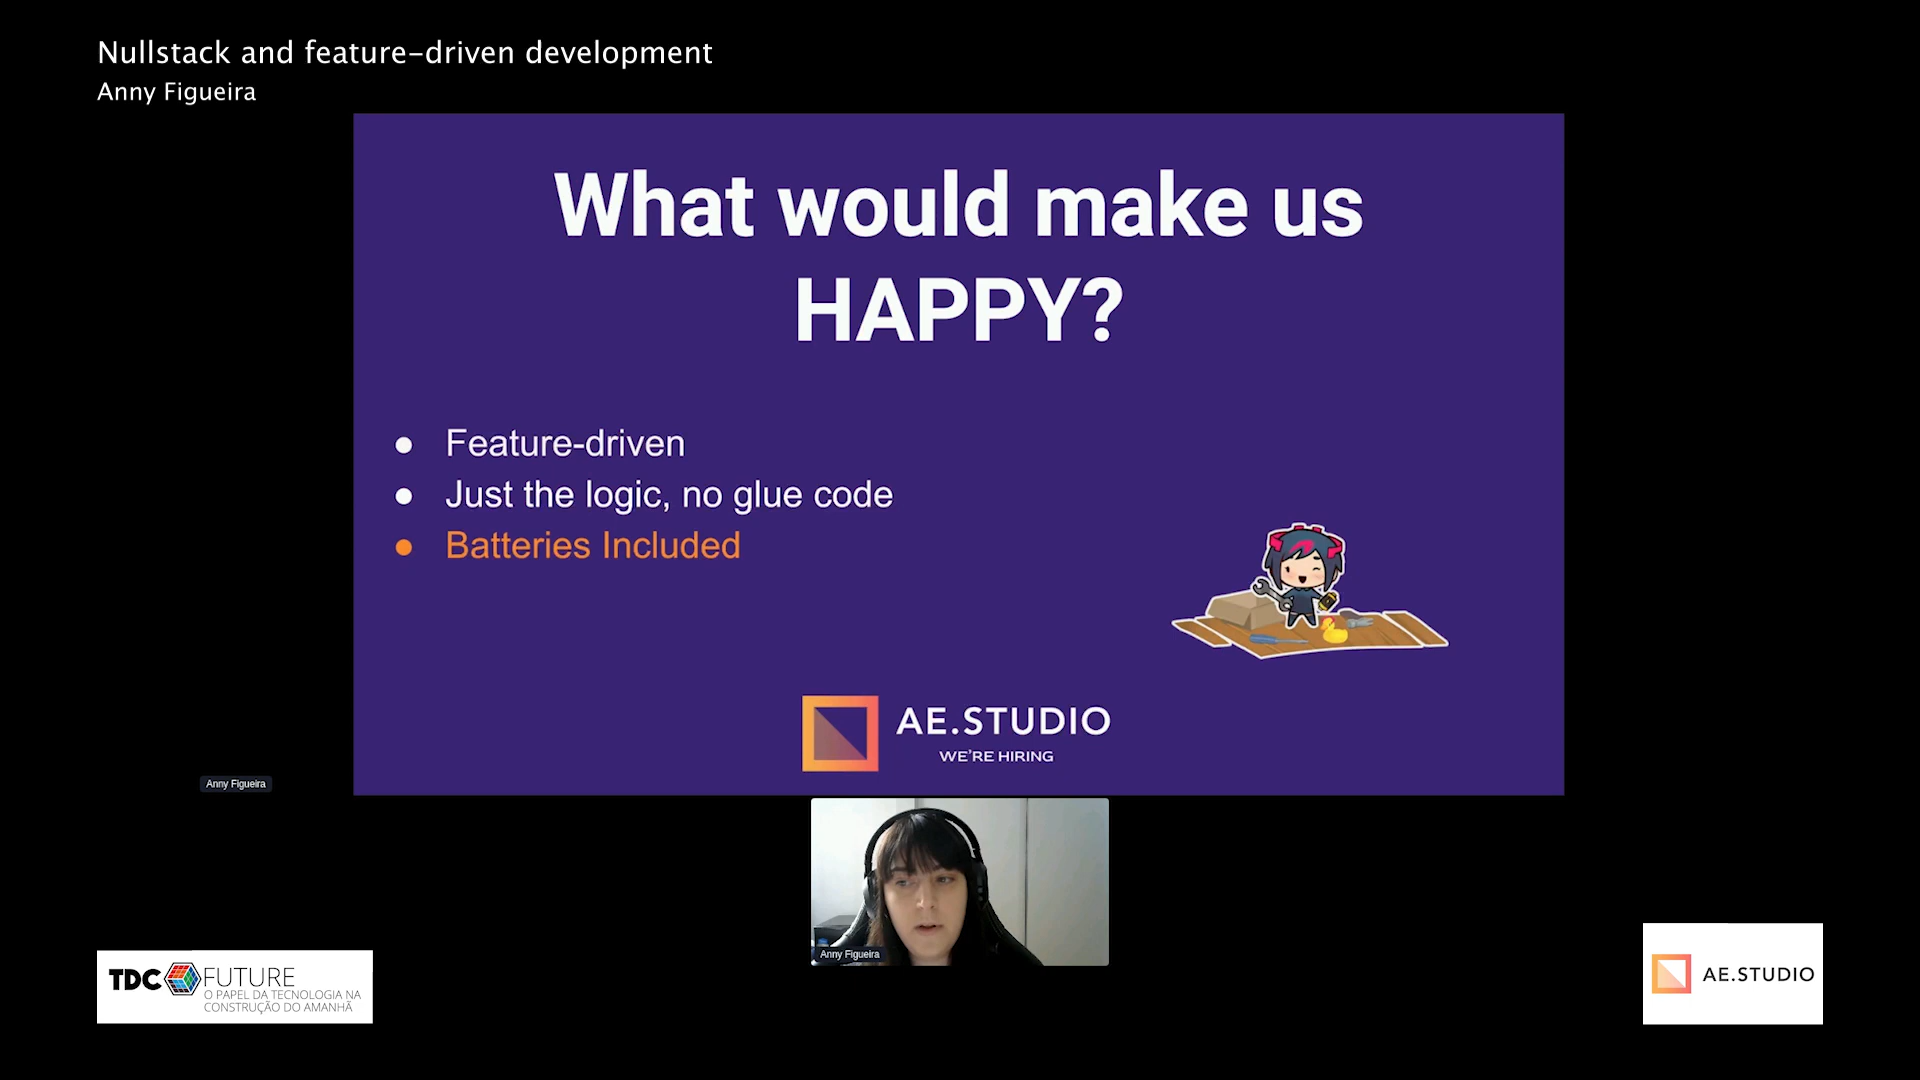 Nullstack and feature-driven development
Anny Figueira
What would make us
HAPPY?
● Feature-driven
● Just the logic, no glue code
● Batteries Included
AE.STUDIO
WE'RE HIRING
Anny Figueira
Anny Figueira
TDC FUTURE
O PAPEL DA TECNOLOGIA NA
CONSTRUÇÃO DO AMANHÃ
AE.STUDIO